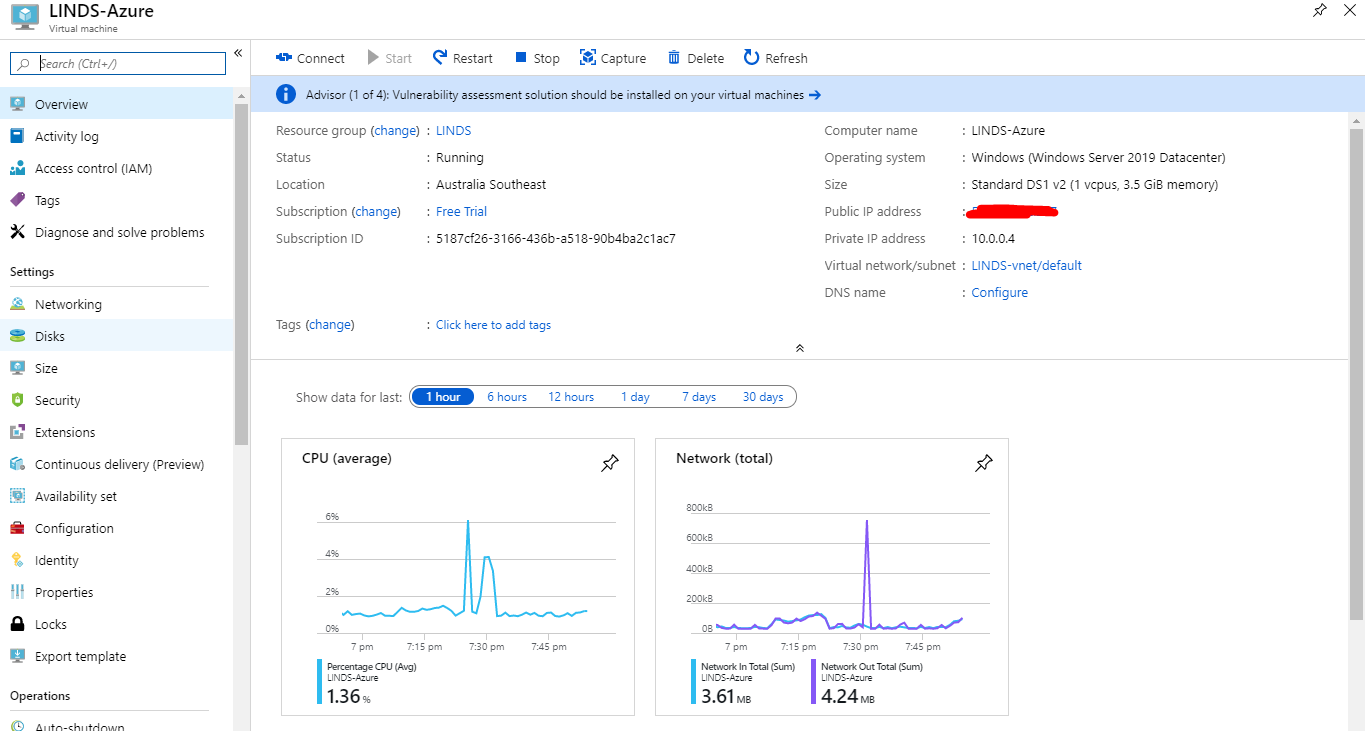 LINDS-Azure
Virtual machine
Search (Ctrl+/)
«
Overview
Activity log
Access control (IAM)
Tags
Diagnose and solve problems
Settings
Networking
Disks
Size
Security
Extensions
Continuous delivery (Preview)
Availability set
Configuration
Identity
Properties
Locks
Export template
Operations
Auto-shutdown
Connect Start Restart Stop Capture Delete Refresh
Advisor (1 of 4): Vulnerability assessment solution should be installed on your virtual machines →
Resource group (change) : LINDS
Status : Running
Location : Australia Southeast
Subscription (change) : Free Trial
Subscription ID : 5187cf26-3166-436b-a518-90b4ba2c1ac7
Tags (change) : Click here to add tags
Computer name : LINDS-Azure
Operating system : Windows (Windows Server 2019 Datacenter)
Size : Standard DS1 v2 (1 vcpus, 3.5 GiB memory)
Public IP address :
Private IP address : 10.0.0.4
Virtual network/subnet : LINDS-vnet/default
DNS name : Configure
Show data for last: 1 hour 6 hours 12 hours 1 day 7 days 30 days
CPU (average)
6%
4%
2%
0%
7 pm 7:15 pm 7:30 pm 7:45 pm
Percentage CPU (Avg)
LINDS-Azure
1.36 %
Network (total)
800kB
600kB
400kB
200kB
0B
7 pm 7:15 pm 7:30 pm 7:45 pm
Network In Total (Sum)
LINDS-Azure
3.61 MB
Network Out Total (Sum)
LINDS-Azure
4.24 MB